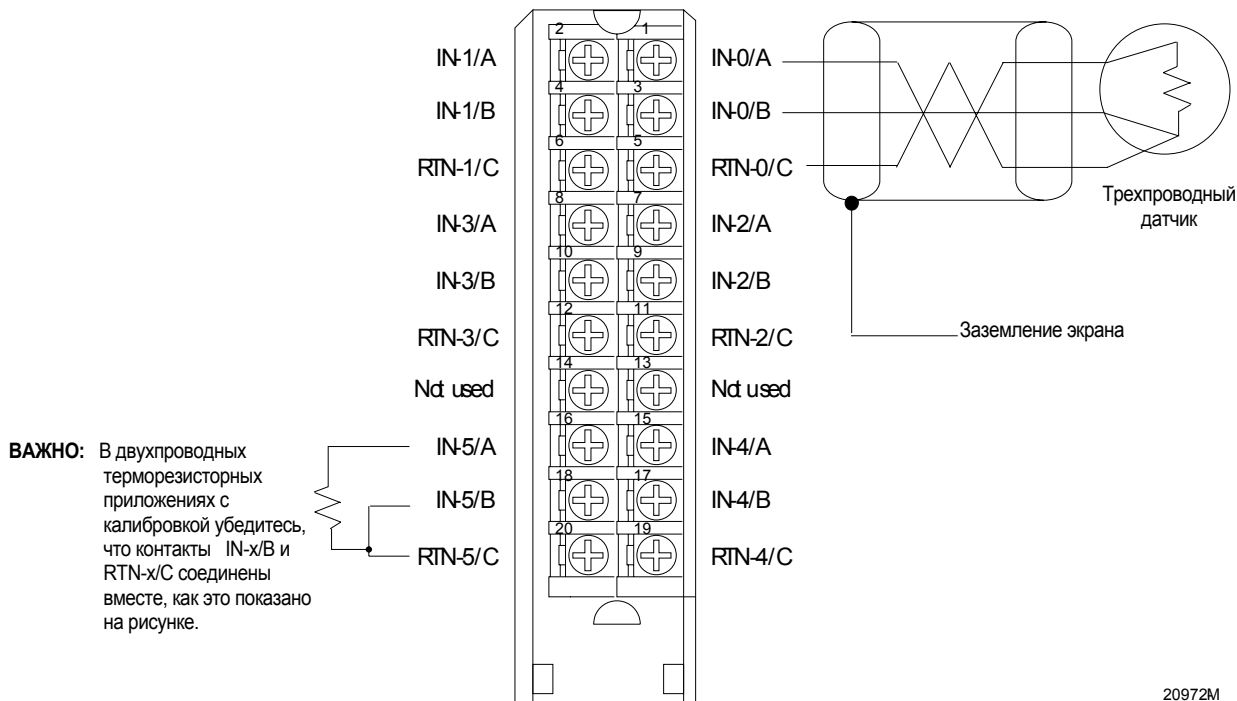 2 1
IN-1/A IN-0/A
4 3
IN-1/B IN-0/B
6 5
RTN-1/C RTN-0/C
8 7
IN-3/A IN-2/A
10 9
IN-3/B IN-2/B
12 11
RTN-3/C RTN-2/C
14 13
Not used Not used
16 15
IN-5/A IN-4/A
18 17
IN-5/B IN-4/B
20 19
RTN-5/C RTN-4/C
Трехпроводный
датчик
Заземление экрана
ВАЖНО: В двухпроводных
терморезисторных
приложениях с
калибровкой убедитесь,
что контакты IN-x/B и
RTN-x/C соединены
вместе, как это показано
на рисунке.
20972M